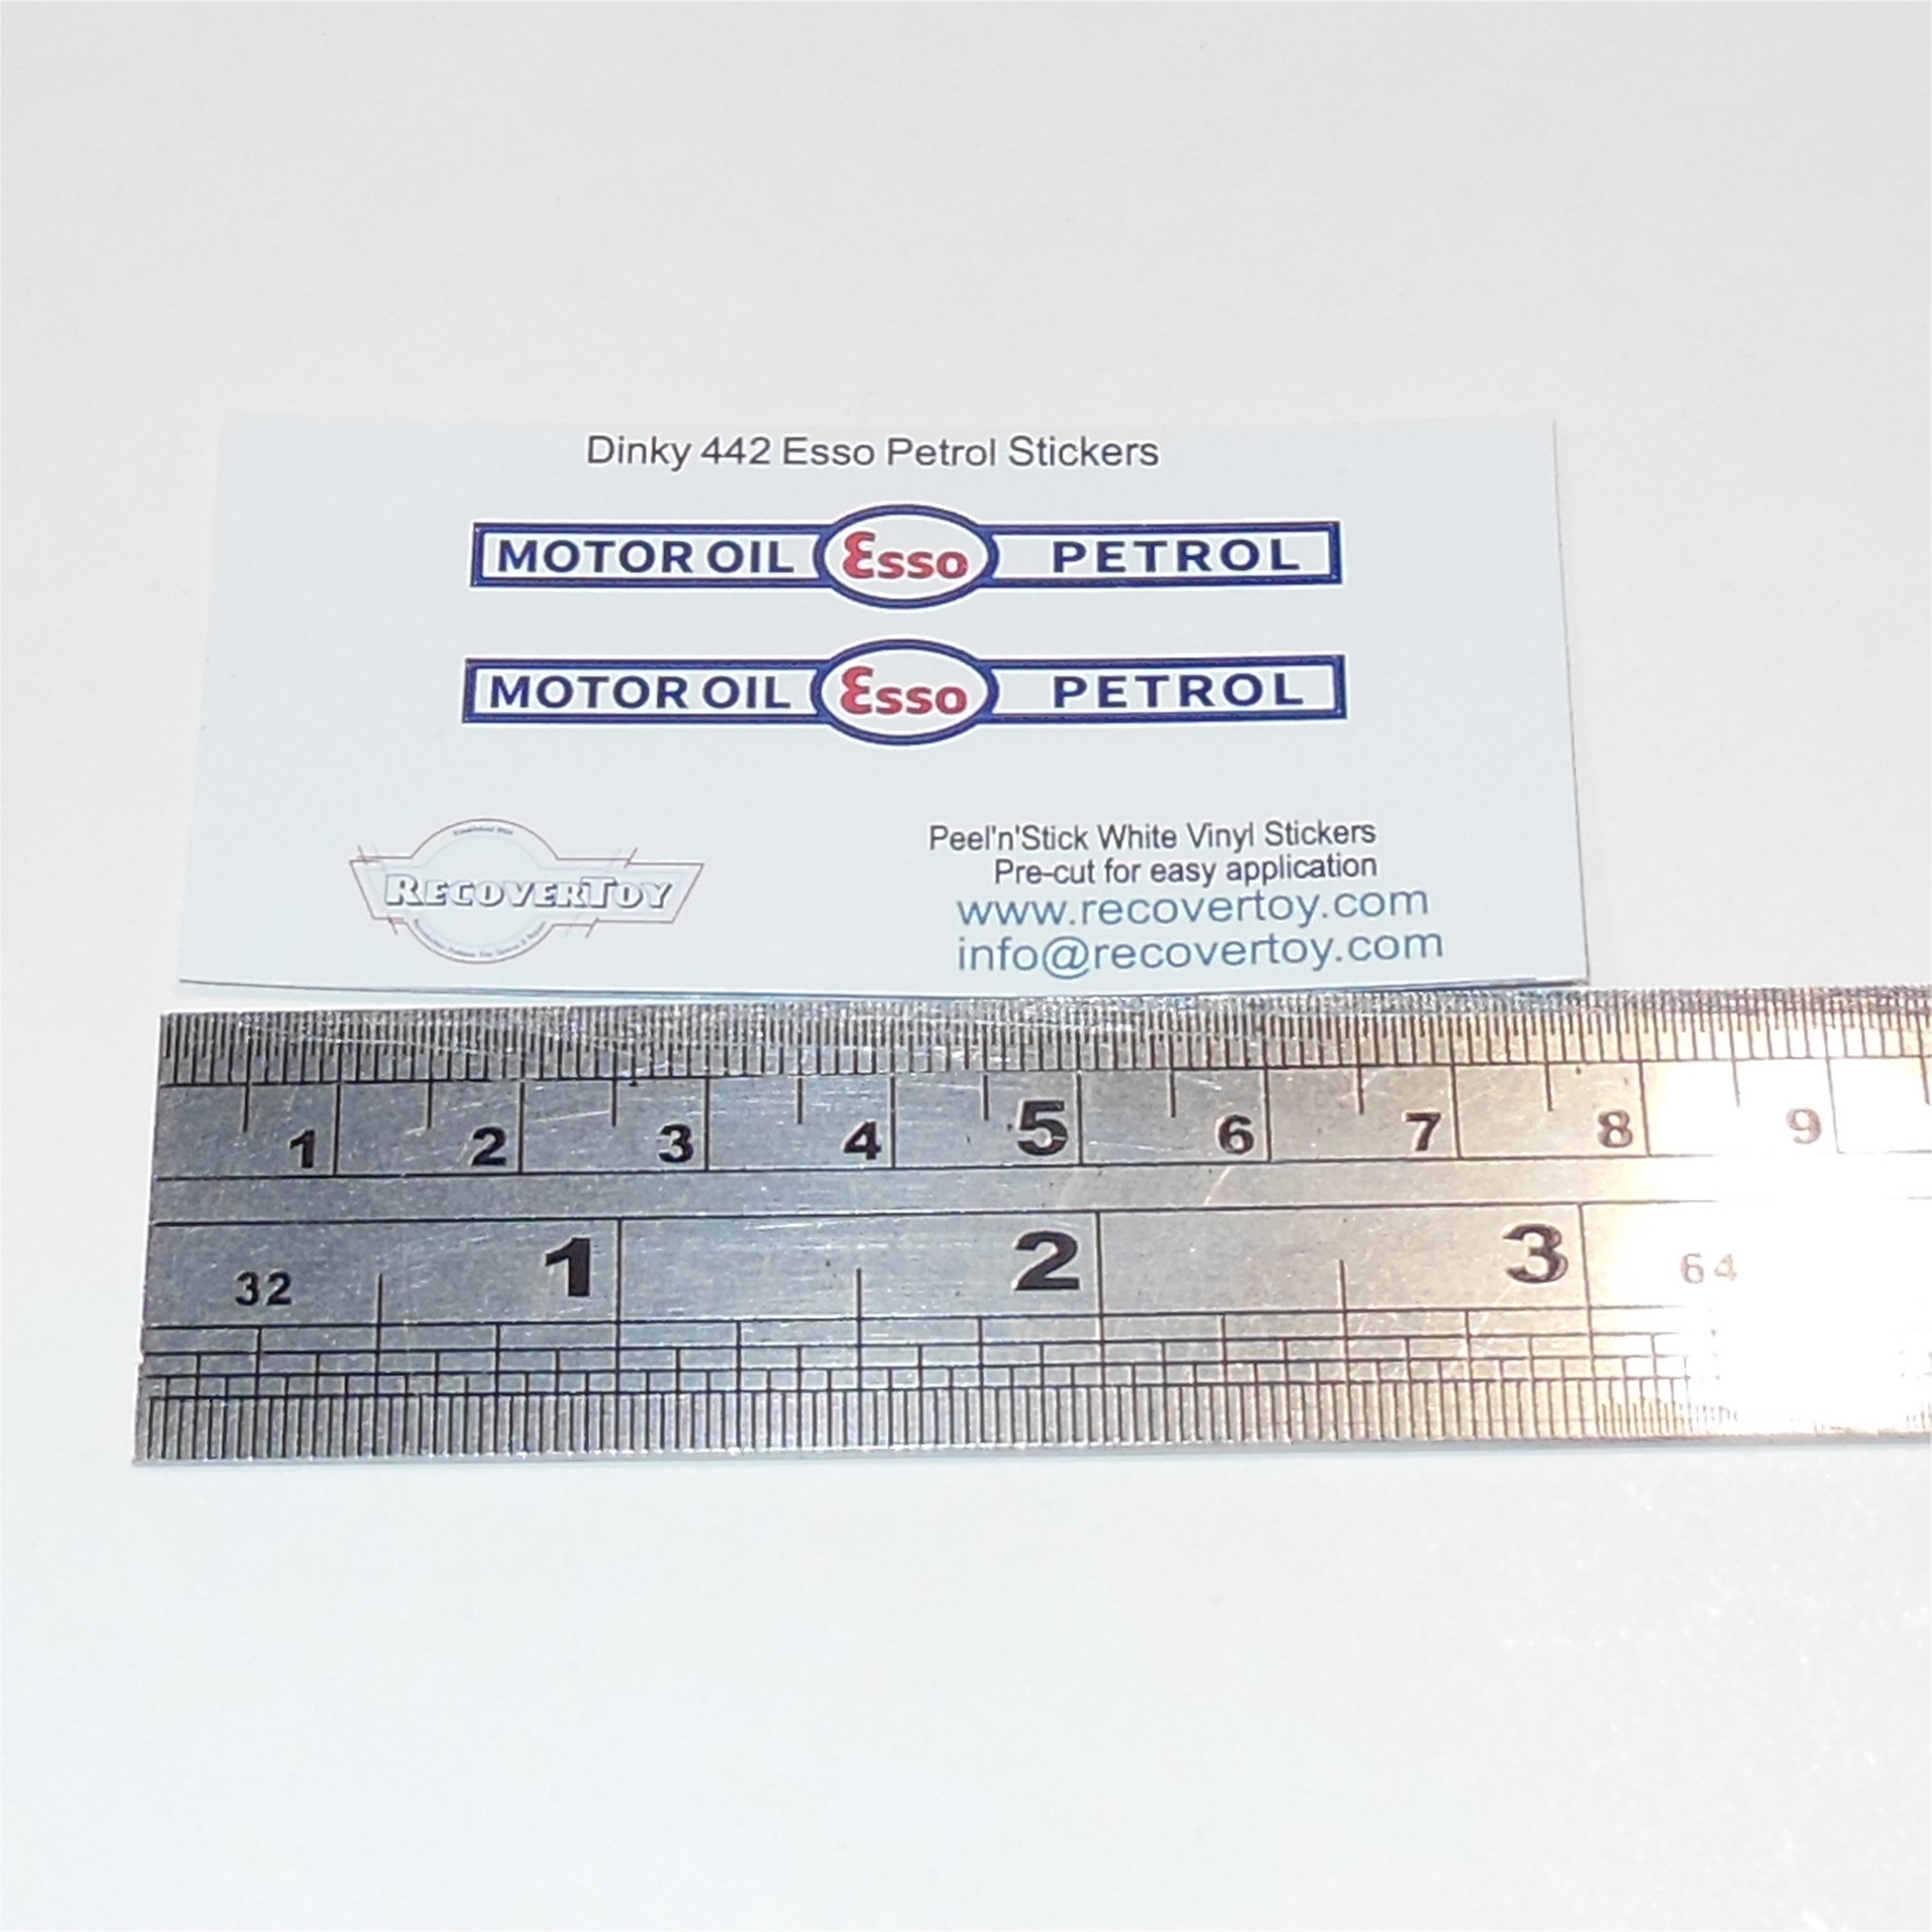 Dinky 442 Esso Petrol Stickers
MOTOR OIL Esso PETROL
MOTOR OIL Esso PETROL
RECOVERTOY
Peel'n'Stick White Vinyl Stickers
Pre-cut for easy application
www.recovertoy.com
info@recovertoy.com
1 2 3 4 5 6 7 8 9
32 1 2 3 64